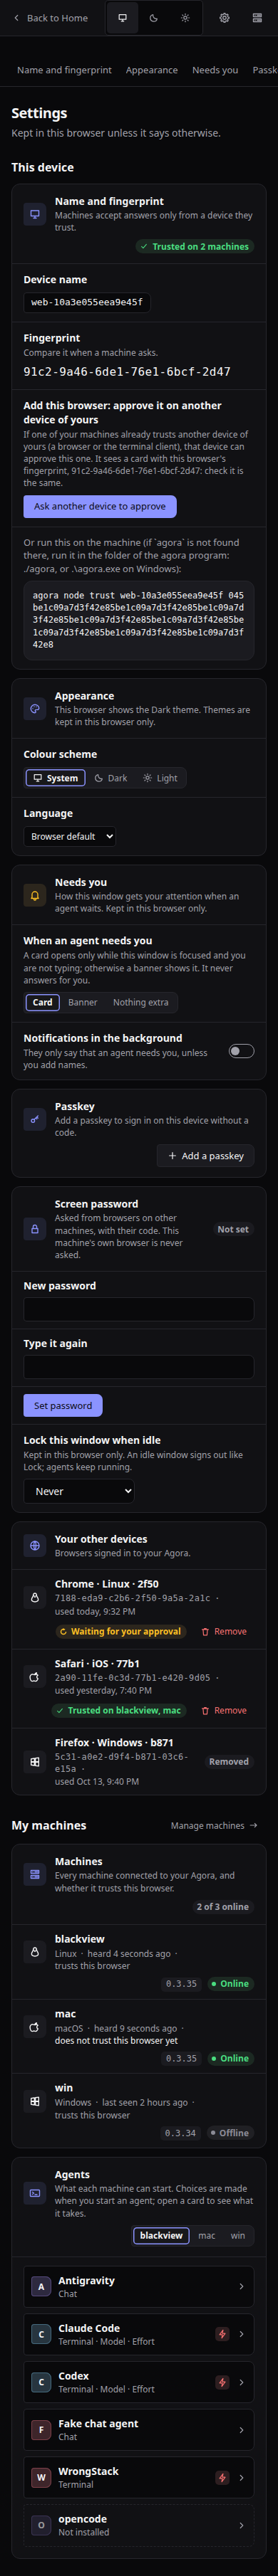 Back to Home
Name and fingerprint
Appearance
Needs you
Passk
Settings
Kept in this browser unless it says otherwise.
This device
Name and fingerprint
Machines accept answers only from a device they
trust.
Trusted on 2 machines
Device name
web-10a3e055eea9e45f
Fingerprint
Compare it when a machine asks.
91c2-9a46-6de1-76e1-6bcf-2d47
Add this browser: approve it on another
device of yours
If one of your machines already trusts another device of
yours (a browser or the terminal client), that device can
approve this one. It sees a card with this browser's
fingerprint, 91c2-9a46-6de1-76e1-6bcf-2d47: check it is
the same.
Ask another device to approve
Or run this on the machine (if `agora` is not found
there, run it in the folder of the agora program:
./agora, or .\agora.exe on Windows):
agora node trust web-10a3e055eea9e45f 045
be1c09a7d3f42e85be1c09a7d3f42e85be1c09a7d
3f42e85be1c09a7d3f42e85be1c09a7d3f42e85be
1c09a7d3f42e85be1c09a7d3f42e85be1c09a7d3f
42e8
Appearance
This browser shows the Dark theme. Themes are
kept in this browser only.
Colour scheme
System
Dark
Light
Language
Browser default
Needs you
How this window gets your attention when an
agent waits. Kept in this browser only.
When an agent needs you
A card opens only while this window is focused and you
are not typing; otherwise a banner shows it. It never
answers for you.
Card
Banner
Nothing extra
Notifications in the background
They only say that an agent needs you, unless
you add names.
Passkey
Add a passkey to sign in on this device without a
code.
Add a passkey
Screen password
Asked from browsers on other
machines, with their code. This
machine's own browser is never
asked.
Not set
New password
Type it again
Set password
Lock this window when idle
Kept in this browser only. An idle window signs out like
Lock; agents keep running.
Never
Your other devices
Browsers signed in to your Agora.
Chrome · Linux · 2f50
7188-eda9-c2b6-2f50-9a5a-2a1c ·
used today, 9:32 PM
Waiting for your approval
Remove
Safari · iOS · 77b1
2a90-11fe-0c3d-77b1-e420-9d05 ·
used yesterday, 7:40 PM
Trusted on blackview, mac
Remove
Firefox · Windows · b871
5c31-a0e2-d9f4-b871-03c6-
e15a ·
used Oct 13, 9:40 PM
Removed
My machines
Manage machines
Machines
Every machine connected to your Agora, and
whether it trusts this browser.
2 of 3 online
blackview
Linux · heard 4 seconds ago ·
trusts this browser
0.3.35
Online
mac
macOS · heard 9 seconds ago ·
does not trust this browser yet
0.3.35
Online
win
Windows · last seen 2 hours ago ·
trusts this browser
0.3.34
Offline
Agents
What each machine can start. Choices are made
when you start an agent; open a card to see what
it takes.
blackview
mac
win
A
Antigravity
Chat
C
Claude Code
Terminal · Model · Effort
C
Codex
Terminal · Model · Effort
F
Fake chat agent
Chat
W
WrongStack
Terminal
O
opencode
Not installed